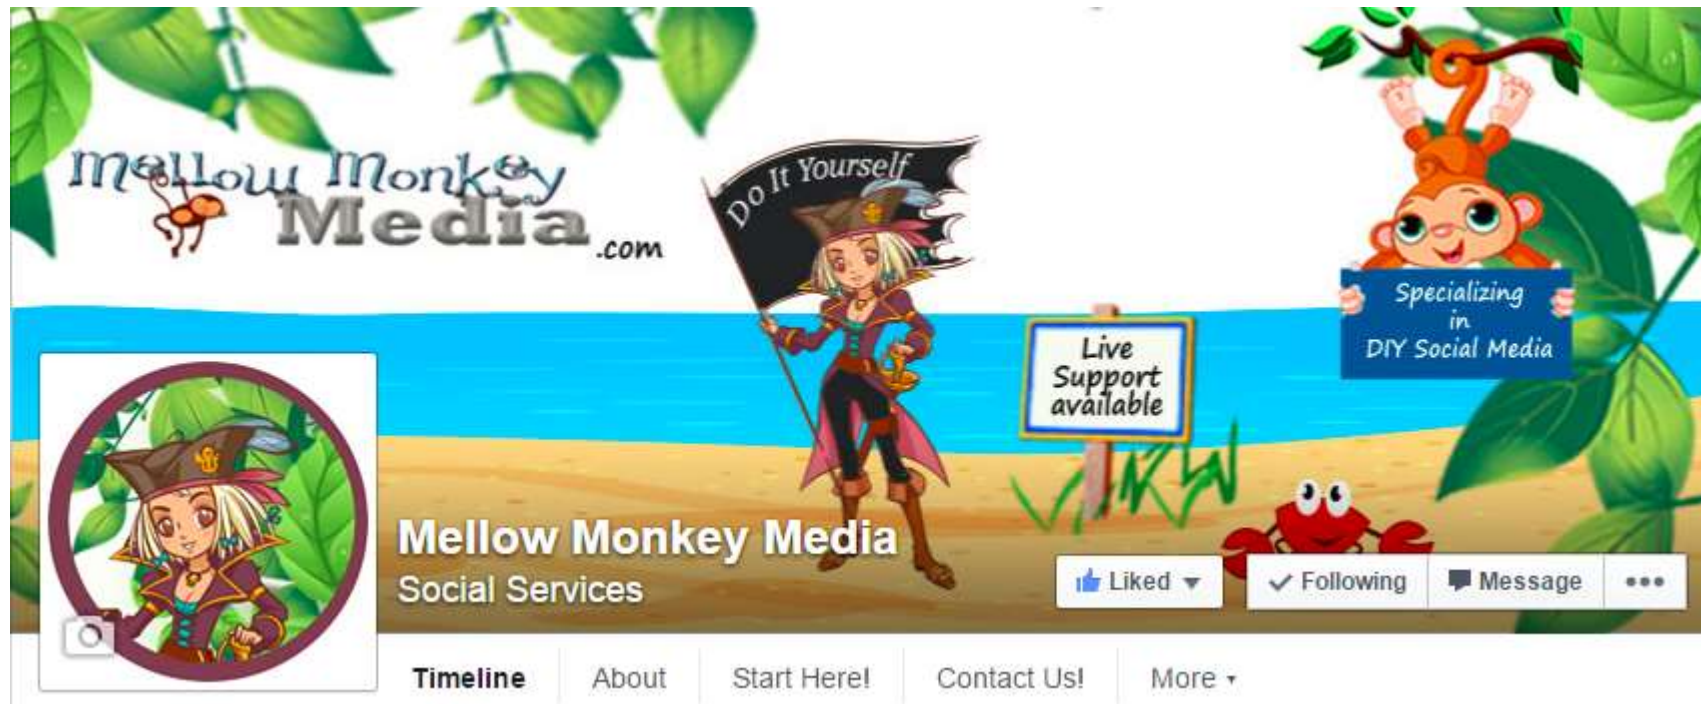 Mellow Monkey
Media.com
Do It Yourself
Specializing
in
DIY Social Media
Live
Support
available
Mellow Monkey Media
Social Services
Liked
Following
Message
Timeline
About
Start Here!
Contact Us!
More